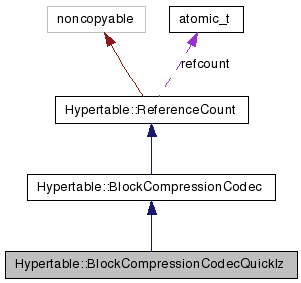 noncopyable
atomic_t
refcount
Hypertable::ReferenceCount
Hypertable::BlockCompressionCodec
Hypertable::BlockCompressionCodecQuicklz